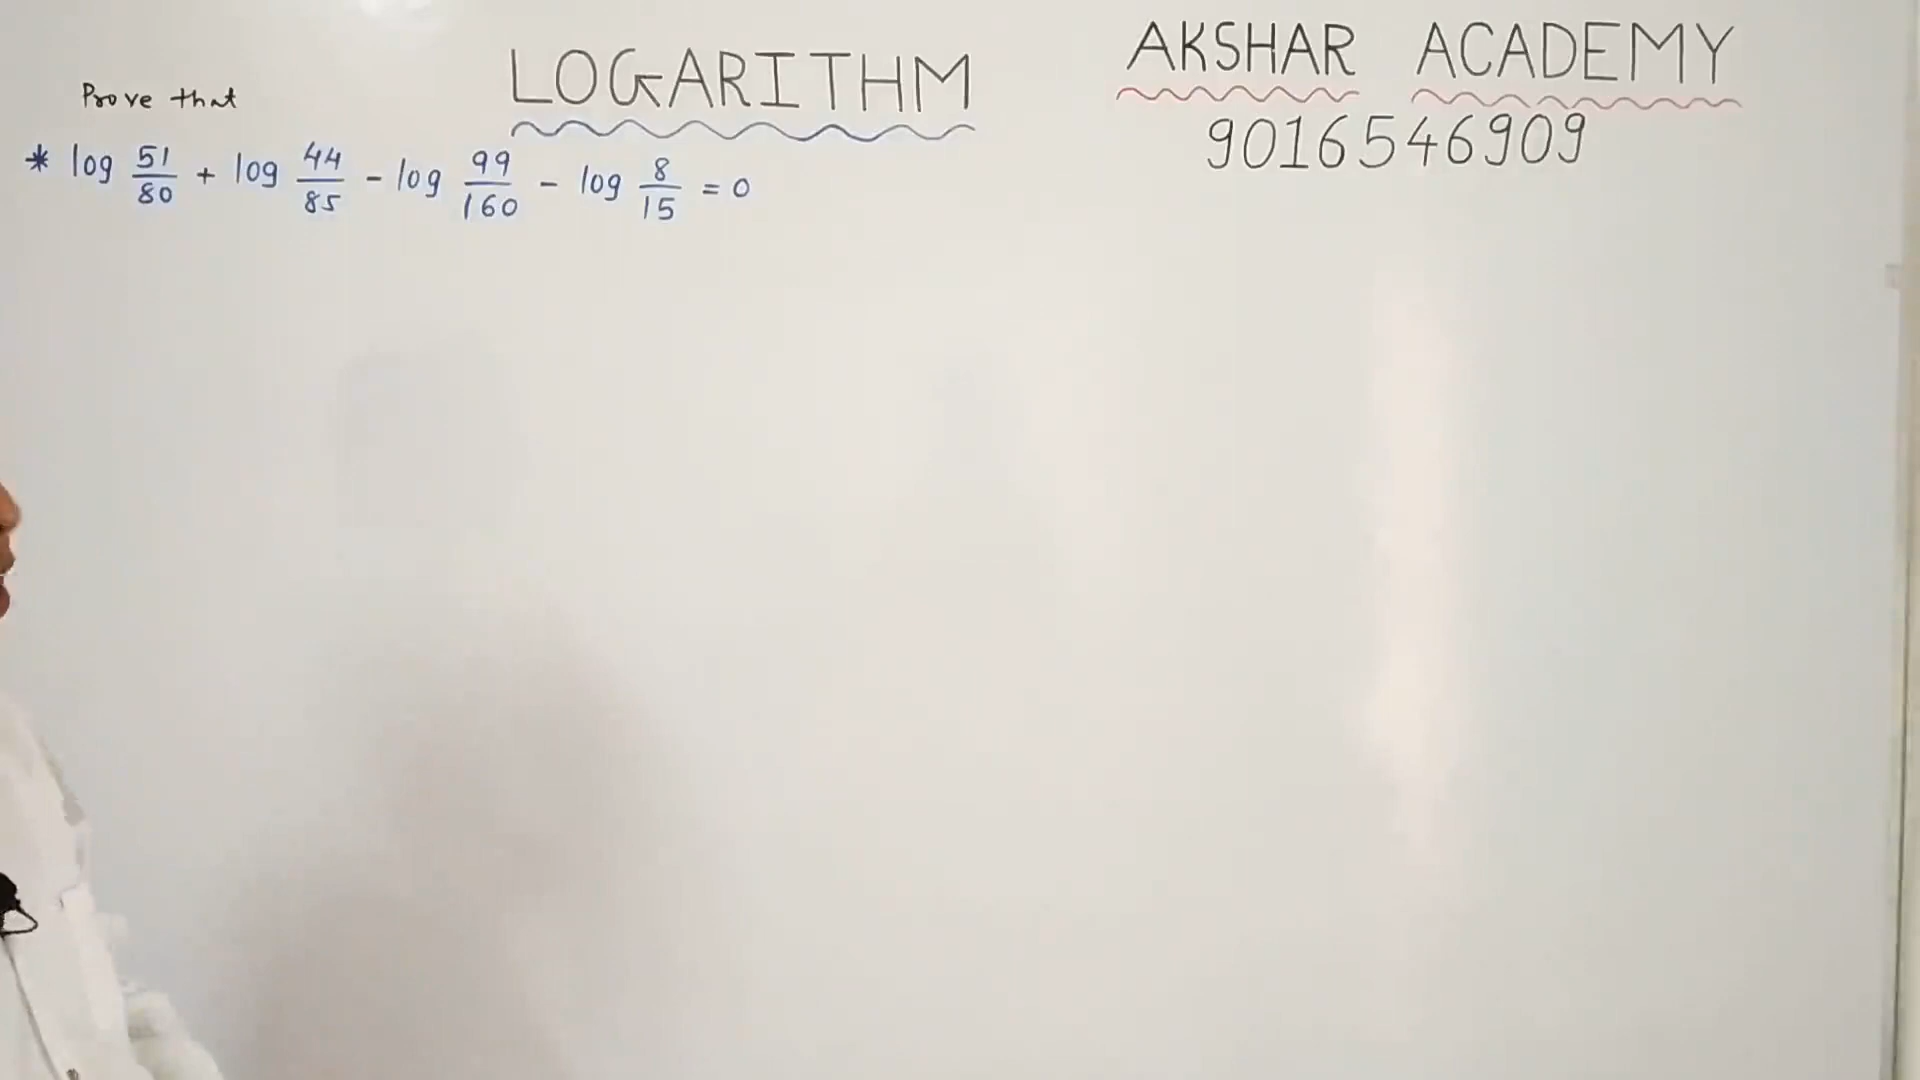 Prove that
LOGARITHM
AKSHAR ACADEMY
9016546909
* log 51/80 + log 44/85 - log 99/160 - log 8/15 = 0